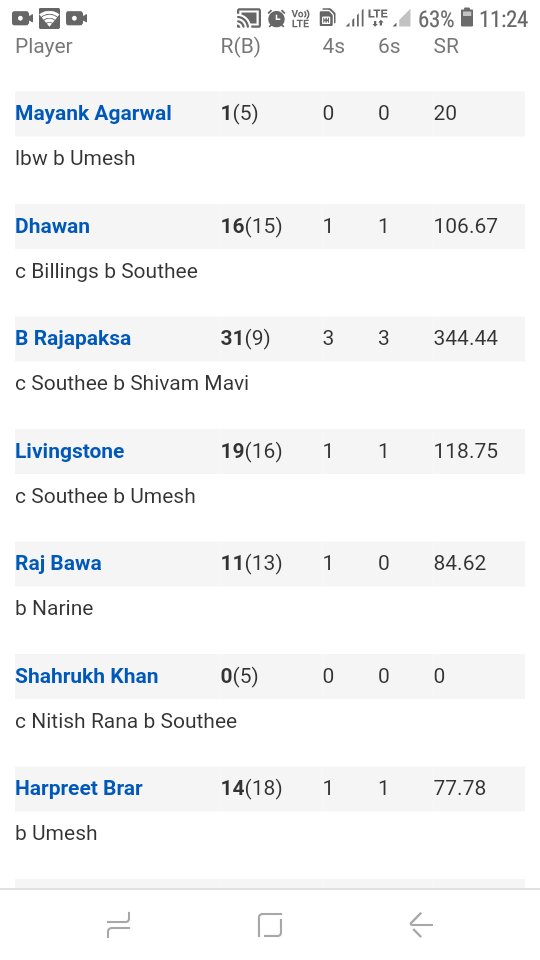 Vo)) LTE LTE 63% 11:24
Player R(B) 4s 6s SR
Mayank Agarwal 1(5) 0 0 20
lbw b Umesh
Dhawan 16(15) 1 1 106.67
c Billings b Southee
B Rajapaksa 31(9) 3 3 344.44
c Southee b Shivam Mavi
Livingstone 19(16) 1 1 118.75
c Southee b Umesh
Raj Bawa 11(13) 1 0 84.62
b Narine
Shahrukh Khan 0(5) 0 0 0
c Nitish Rana b Southee
Harpreet Brar 14(18) 1 1 77.78
b Umesh